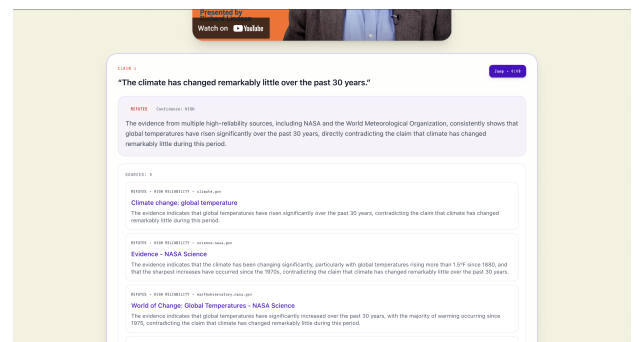 Presented by
Watch on YouTube
CLAIM 1
Jump • 4:49
“The climate has changed remarkably little over the past 30 years.”
REFUTES Confidence: HIGH
The evidence from multiple high-reliability sources, including NASA and the World Meteorological Organization, consistently shows that
global temperatures have risen significantly over the past 30 years, directly contradicting the claim that climate has changed
remarkably little during this period.
REFUTES • HIGH RELIABILITY • climate.gov
Climate change: global temperature
The evidence indicates that global temperatures have risen significantly over the past 30 years, contradicting the claim that climate has changed
remarkably little during this period.
REFUTES • HIGH RELIABILITY • science.nasa.gov
Evidence - NASA Science
The evidence indicates that the climate has been changing significantly, particularly with global temperatures rising more than 1.5°F since 1880, and
that the sharpest increases have occurred since the 1970s, contradicting the claim that climate has changed remarkably little over the past 30 years.
REFUTES • HIGH RELIABILITY • earthobservatory.nasa.gov
World of Change: Global Temperatures - NASA Science
The evidence indicates that global temperatures have significantly increased over the past 30 years, with the majority of warming occurring since
1975, contradicting the claim that climate has changed remarkably little during this period.